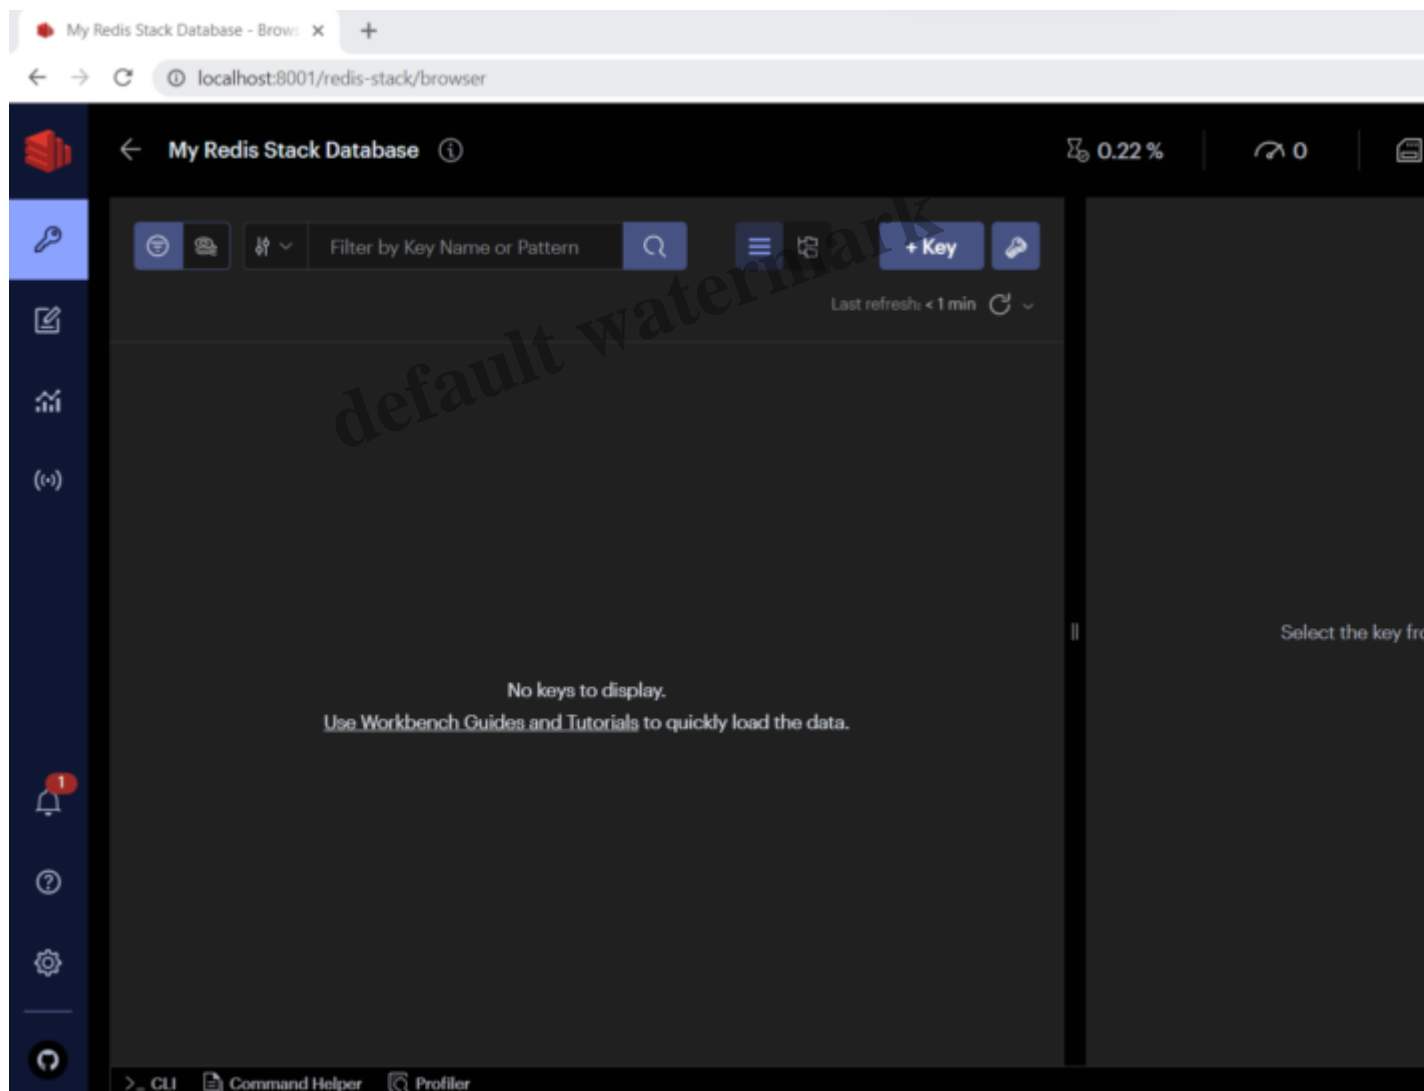 My Redis Stack Database - Brows
localhost:8001/redis-stack/browser
My Redis Stack Database
0.22 %
0
Filter by Key Name or Pattern
+ Key
Last refresh: < 1 min
default watermark
Select the key fro
No keys to display.
Use Workbench Guides and Tutorials to quickly load the data.
1
>_ CLI
Command Helper
Profiler